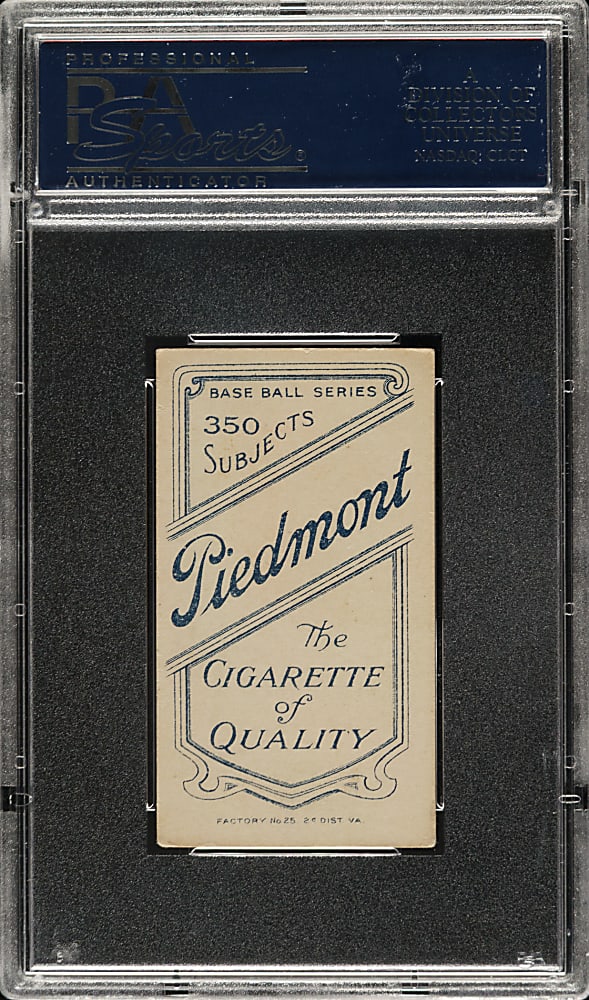 PROFESSIONAL
PSA
Sports®
AUTHENTICATOR
A
DIVISION OF
COLLECTORS
UNIVERSE
NASDAQ: CLCT
BASE BALL SERIES
350
SUBJECTS
Piedmont
The
CIGARETTE
of
QUALITY
FACTORY No 25. 2d DIST. VA.